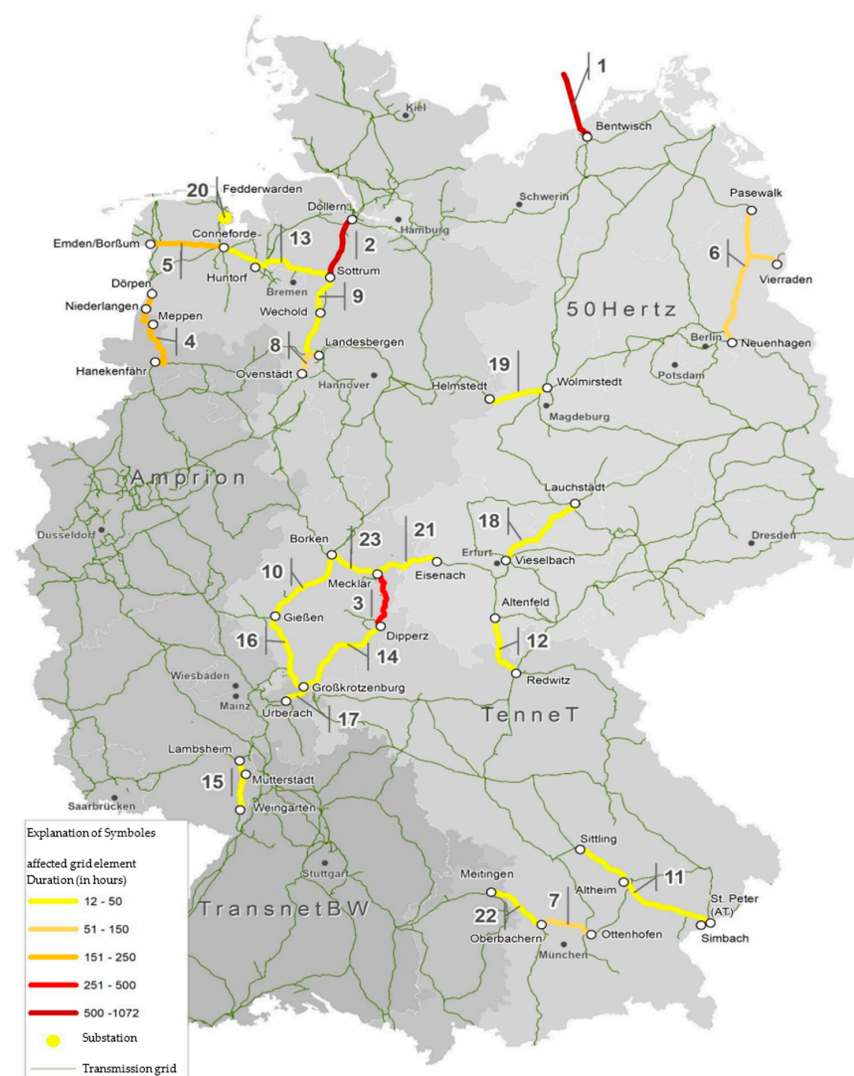 1
Kiel
Bentwisch
20
Fedderwarden
Schwerin
Pasewalk
Dollern
Hamburg
Conneforde
13
2
Emden/Borßum
6
5
Huntorf
Sottrum
Vierraden
Dörpen
Bremen
9
Niederlangen
Wechold
50Hertz
Meppen
4
8
Landesbergen
Berlin
Neuenhagen
Hanekenfähr
Ovenstädt
19
Potsdam
Hannover
Helmstedt
Wolmirstedt
Magdeburg
Amprion
Lauchstädt
Dusseldorf
18
Dresden
Borken
23
21
Erfurt
Vieselbach
10
Mecklar
Eisenach
3
Altenfeld
Gießen
Dipperz
16
14
12
Wiesbaden
Großkrotzenburg
Redwitz
Mainz
Urberach
17
TenneT
Lambsheim
15
Mutterstadt
Saarbrücken
Weingarten
Explanation of Symboles
affected grid element
Duration (in hours)
12 - 50
51 - 150
151 - 250
251 - 500
500 -1072
Substation
Transmission grid
Stuttgart
TransnetBW
Sittling
Meitingen
Altheim
11
St. Peter
(AT)
22
7
Oberbachern
Ottenhofen
Simbach
München